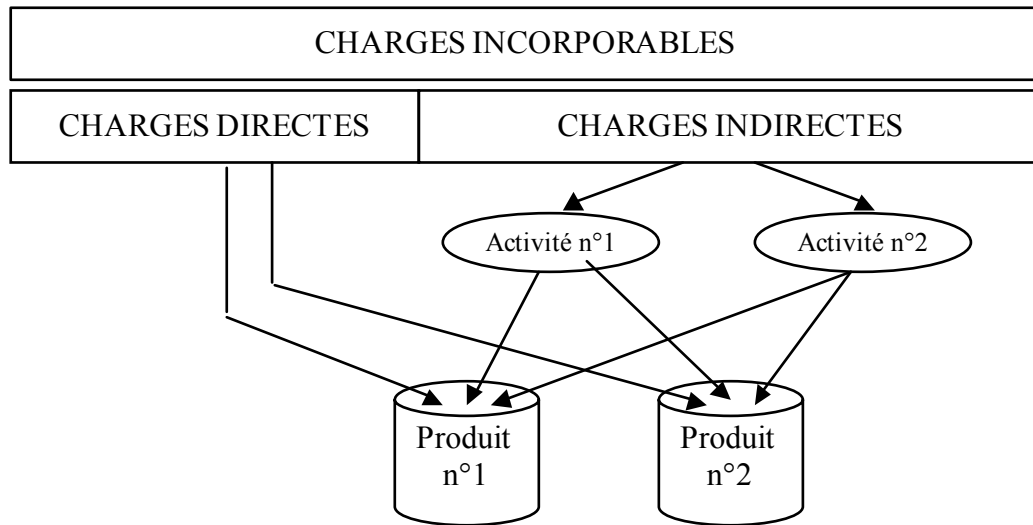 CHARGES INCORPORABLES
CHARGES DIRECTES
CHARGES INDIRECTES
Activité n°1
Activité n°2
Produit
n°1
Produit
n°2